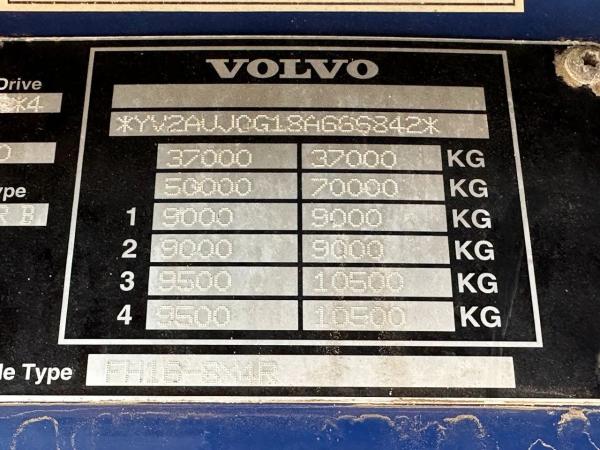 VOLVO
Drive
*YV2AUJ0G18A665842*
37000 37000 KG
50000 70000 KG
ype
R B
1 9000 9000 KG
2 9000 9000 KG
3 9500 10500 KG
4 9500 10500 KG
le Type FH16-8X4R